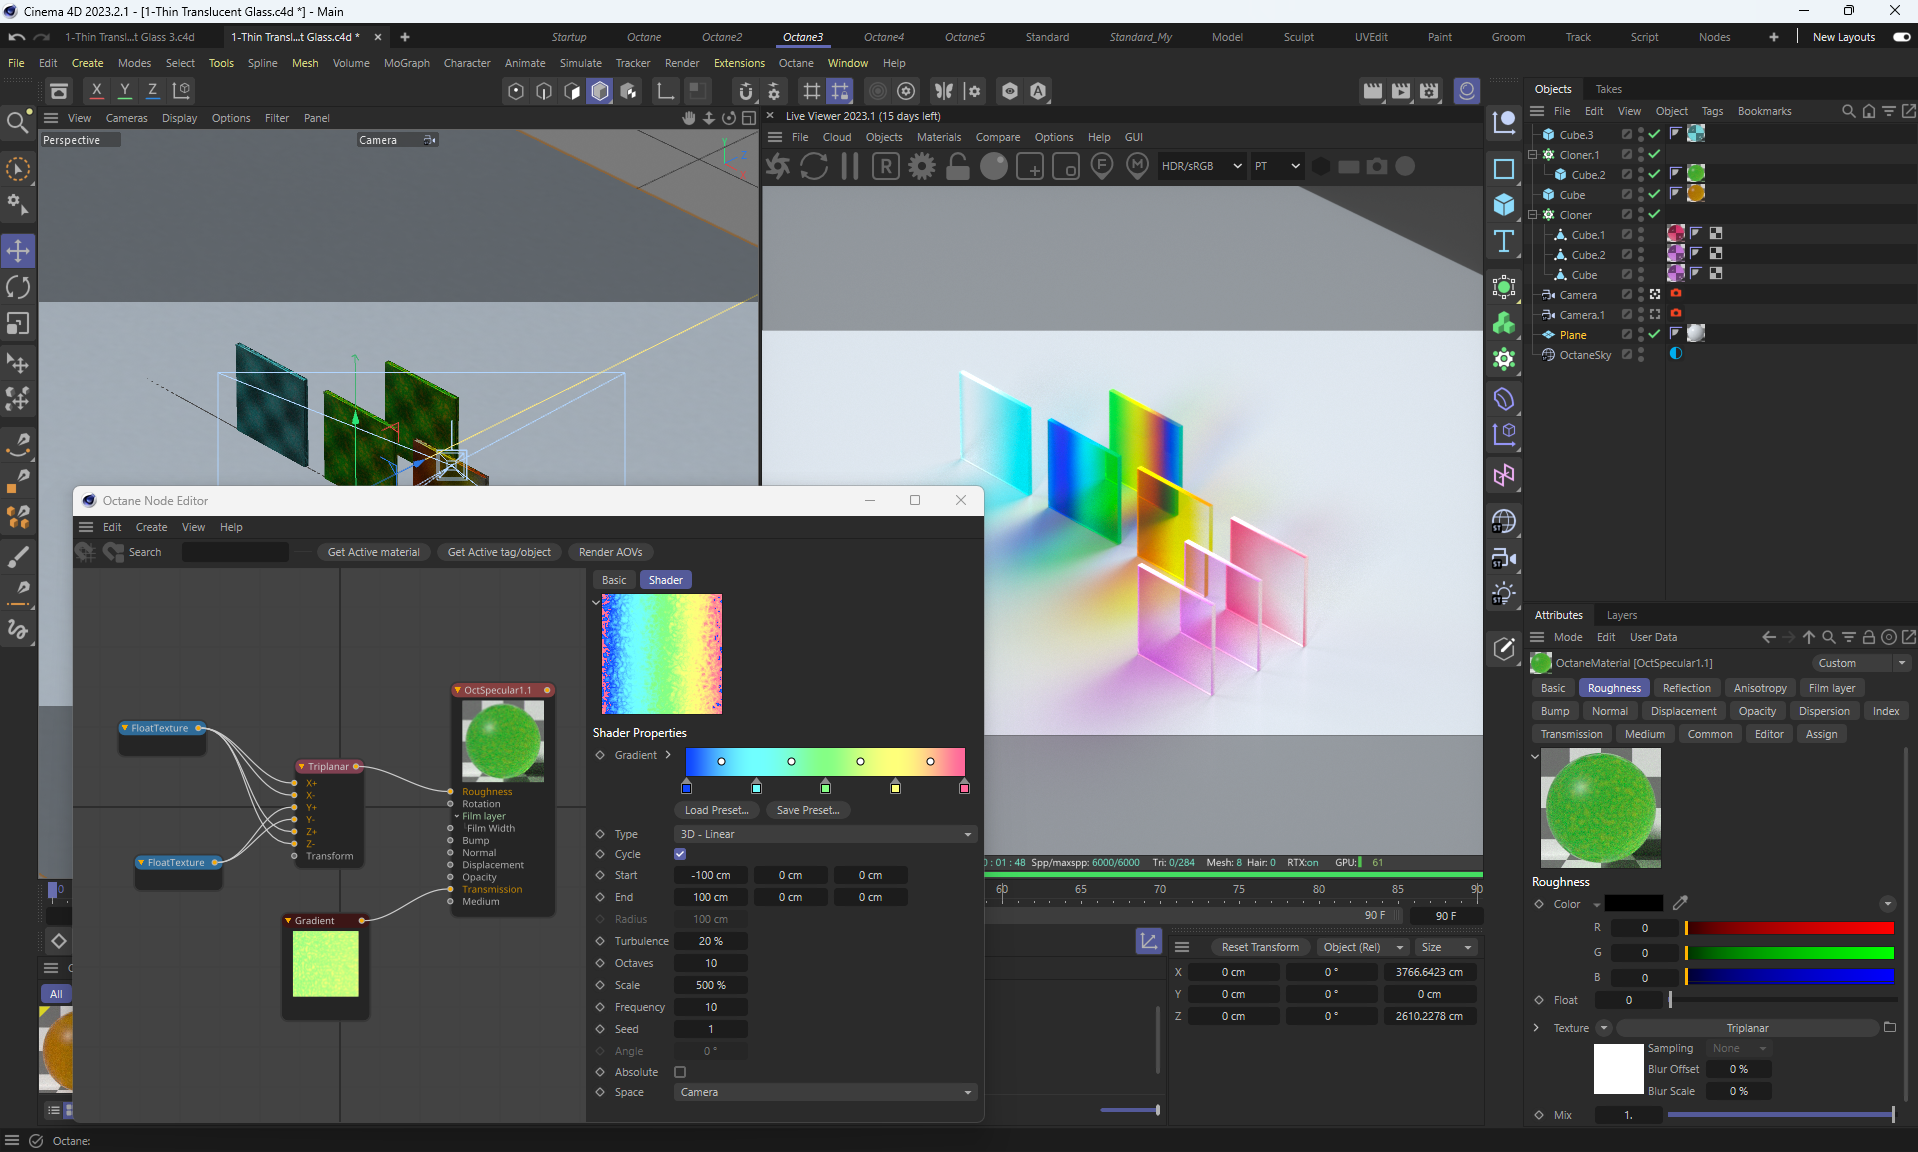 Cinema 4D 2023.2.1 - [1-Thin Translucent Glass.c4d *] - Main
1-Thin Transl...t Glass 3.c4d
1-Thin Transl...t Glass.c4d *
Startup Octane Octane2 Octane3 Octane4 Octane5 Standard Standard_My Model Sculpt UVEdit Paint Groom Track Script Nodes New Layouts
File Edit Create Modes Select Tools Spline Mesh Volume MoGraph Character Animate Simulate Tracker Render Extensions Octane Window Help
X Y Z
View Cameras Display Options Filter Panel
Perspective
Camera
Live Viewer 2023.1 (15 days left)
File Cloud Objects Materials Compare Options Help GUI
HDR/sRGB
PT
Objects Takes
File Edit View Object Tags Bookmarks
Cube.3
Cloner.1
Cube.2
Cube
Cloner
Cube.1
Cube.2
Cube
Camera
Camera.1
Plane
OctaneSky
Octane Node Editor
Edit Create View Help
Search
Get Active material
Get Active tag/object
Render AOVs
Basic Shader
FloatTexture
FloatTexture
Triplanar
X+
X-
Y+
Y-
Z+
Z-
Transform
Gradient
OctSpecular1.1
Roughness
Rotation
Film layer
Film Width
Bump
Normal
Displacement
Opacity
Transmission
Medium
Shader Properties
Gradient
Load Preset...
Save Preset...
Type 3D - Linear
Cycle
Start -100 cm 0 cm 0 cm
End 100 cm 0 cm 0 cm
Radius 100 cm
Turbulence 20 %
Octaves 10
Scale 500 %
Frequency 10
Seed 1
Angle 0 °
Absolute
Space Camera
: 01 : 48 Spp/maxspp: 6000/6000 Tri: 0/284 Mesh: 8 Hair: 0 RTX:on GPU: 61
0
60 65 70 75 80 85 90
90 F
90 F
Reset Transform Object (Rel) Size
X 0 cm 0 ° 3766.6423 cm
Y 0 cm 0 ° 0 cm
Z 0 cm 0 ° 2610.2278 cm
All
Attributes Layers
Mode Edit User Data
OctaneMaterial [OctSpecular1.1]
Custom
Basic Roughness Reflection Anisotropy Film layer
Bump Normal Displacement Opacity Dispersion Index
Transmission Medium Common Editor Assign
Roughness
Color
R 0
G 0
B 0
Float 0
Texture Triplanar
Sampling None
Blur Offset 0 %
Blur Scale 0 %
Mix 1.
Octane: